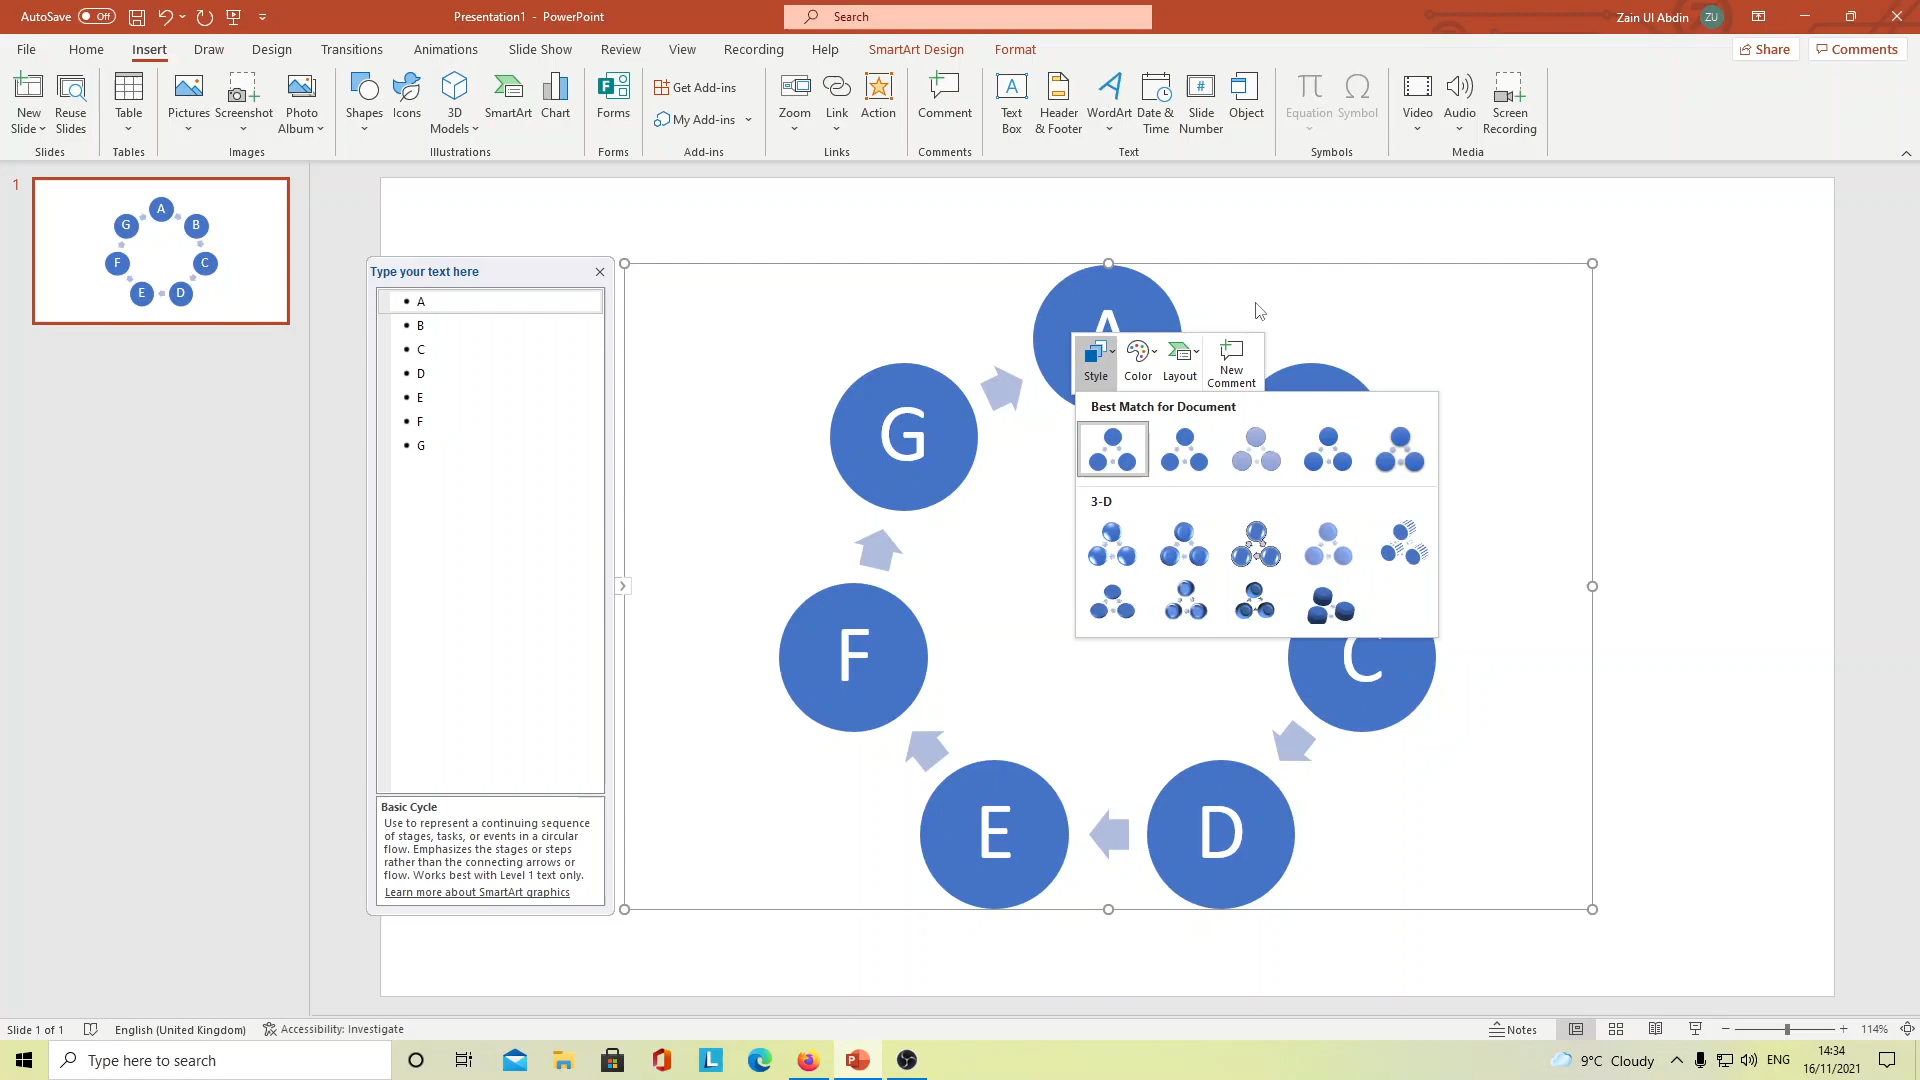 AutoSave Off
Presentation1 - PowerPoint
Search
Zain Ul Abdin ZU
File Home Insert Draw Design Transitions Animations Slide Show Review View Recording Help SmartArt Design Format
Share Comments
New Slide
Reuse Slides
Table
Pictures
Screenshot
Photo Album
Shapes
Icons
3D Models
SmartArt
Chart
Forms
Get Add-ins
My Add-ins
Zoom
Link
Action
Comment
Text Box
Header & Footer
WordArt
Date & Time
Slide Number
Object
Equation
Symbol
Video
Audio
Screen Recording
Slides Tables Images Illustrations Forms Add-ins Links Comments Text Symbols Media
1
A
B
C
D
E
F
G
Type your text here
A
B
C
D
E
F
G
Basic Cycle
Use to represent a continuing sequence
of stages, tasks, or events in a circular
flow. Emphasizes the stages or steps
rather than the connecting arrows or
flow. Works best with Level 1 text only.
Learn more about SmartArt graphics
A
Style Color Layout New Comment
Best Match for Document
3-D
G
F
C
E
D
Slide 1 of 1 English (United Kingdom) Accessibility: Investigate
Notes
114%
Type here to search
9°C Cloudy
ENG
14:34
16/11/2021